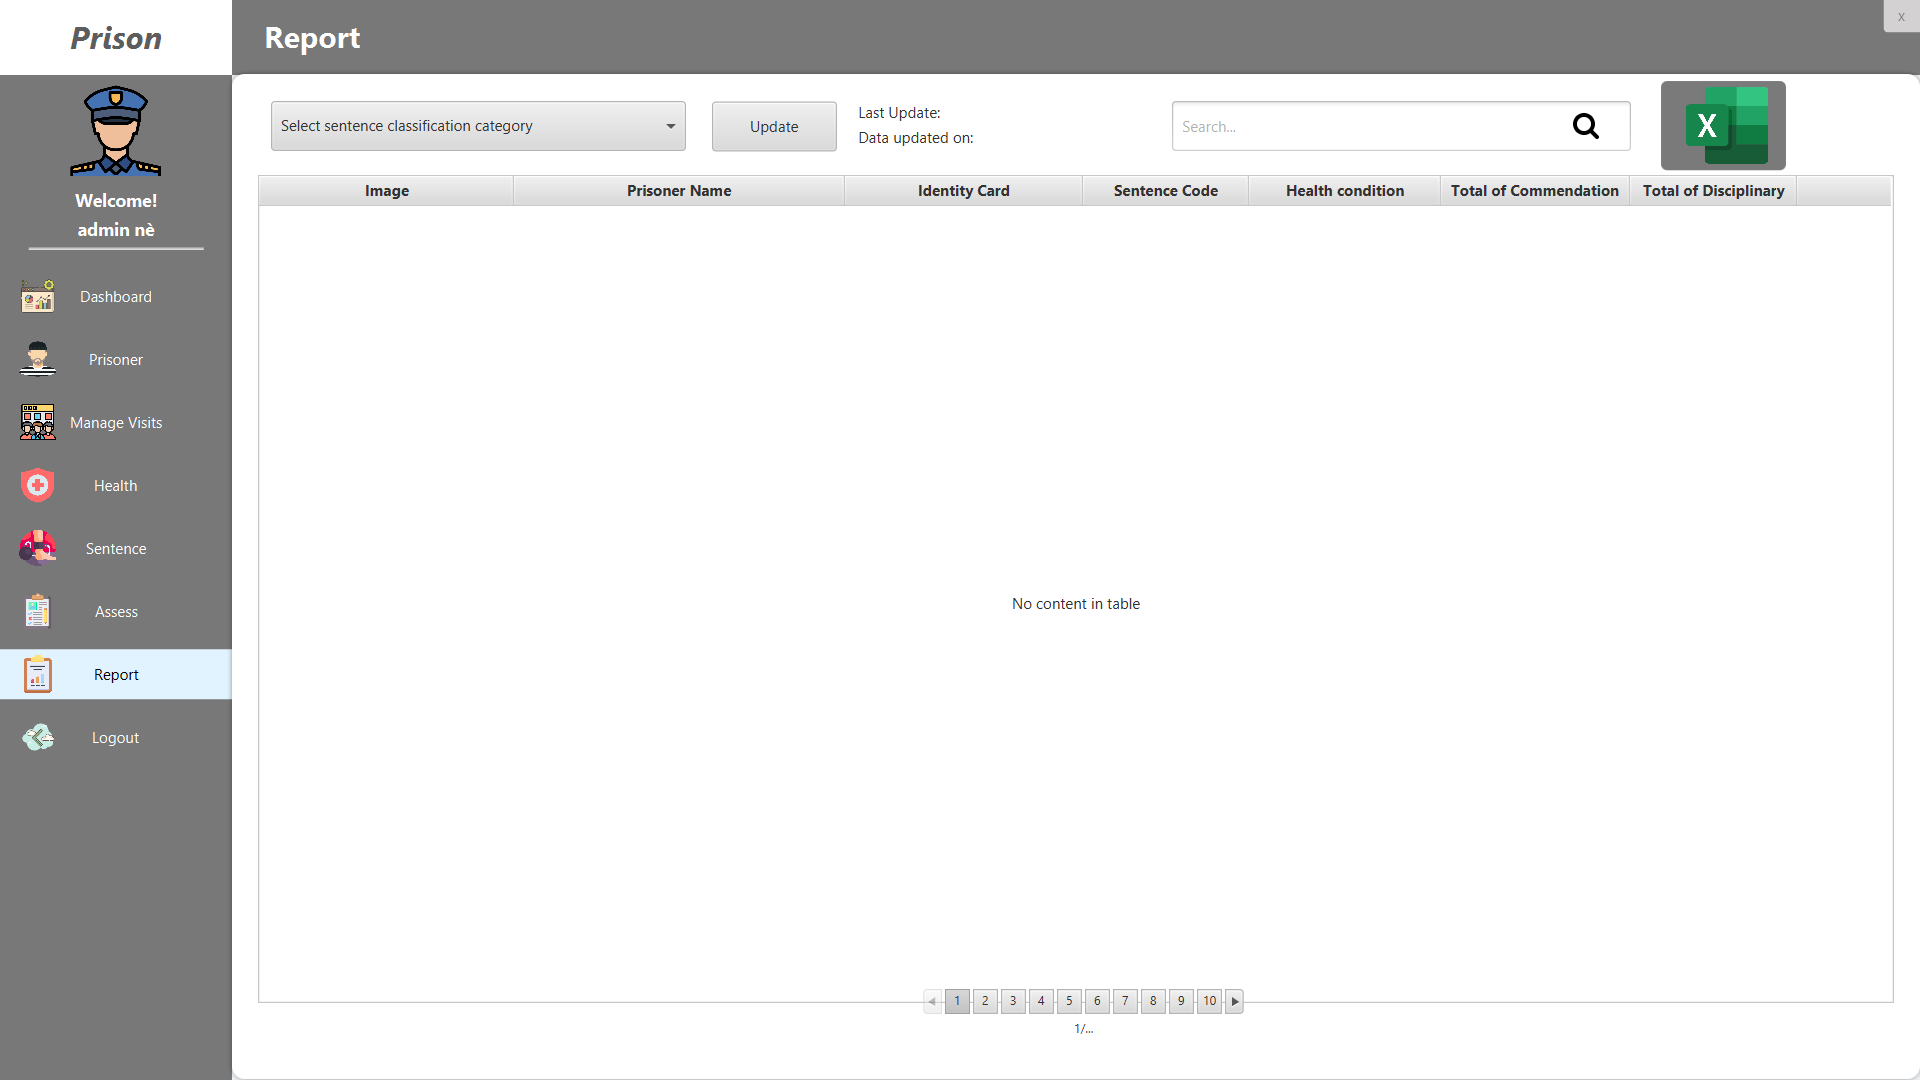 Prison
Report
x
Welcome!
admin nè
Dashboard
Prisoner
Manage Visits
Health
Sentence
Assess
Report
Logout
Select sentence classification category
Update
Last Update:
Data updated on:
Search...
X
Image Prisoner Name Identity Card Sentence Code Health condition Total of Commendation Total of Disciplinary
No content in table
1 2 3 4 5 6 7 8 9 10
1/...